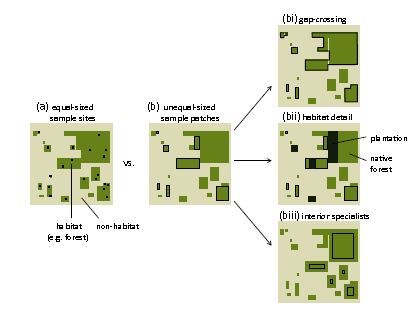 (bi) gap-crossing
(a) equal-sized
sample sites
(b) unequal-sized
sample patches
vs.
habitat
(e.g. forest)
non-habitat
(bii) habitat detail
plantation
native
forest
(biii) interior specialists